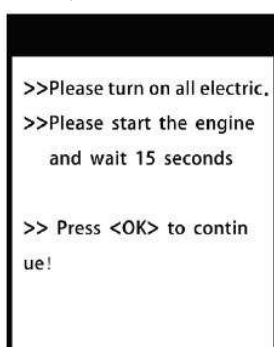 >>Please turn on all electric.
>>Please start the engine
and wait 15 seconds
>> Press <OK> to contin
ue!